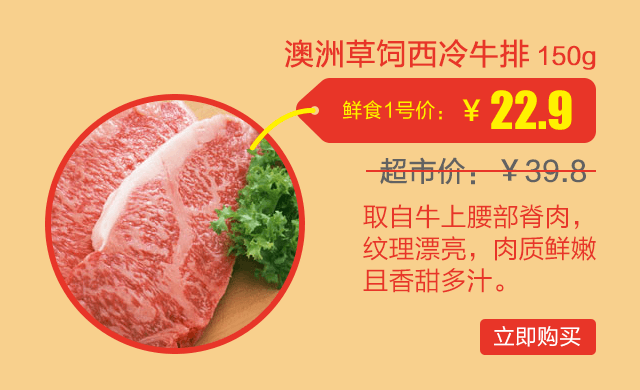 澳洲草饲西冷牛排 150g
鲜食1号价：￥22.9
超市价：￥39.8
取自牛上腰部脊肉，
纹理漂亮，肉质鲜嫩
且香甜多汁。
立即购买